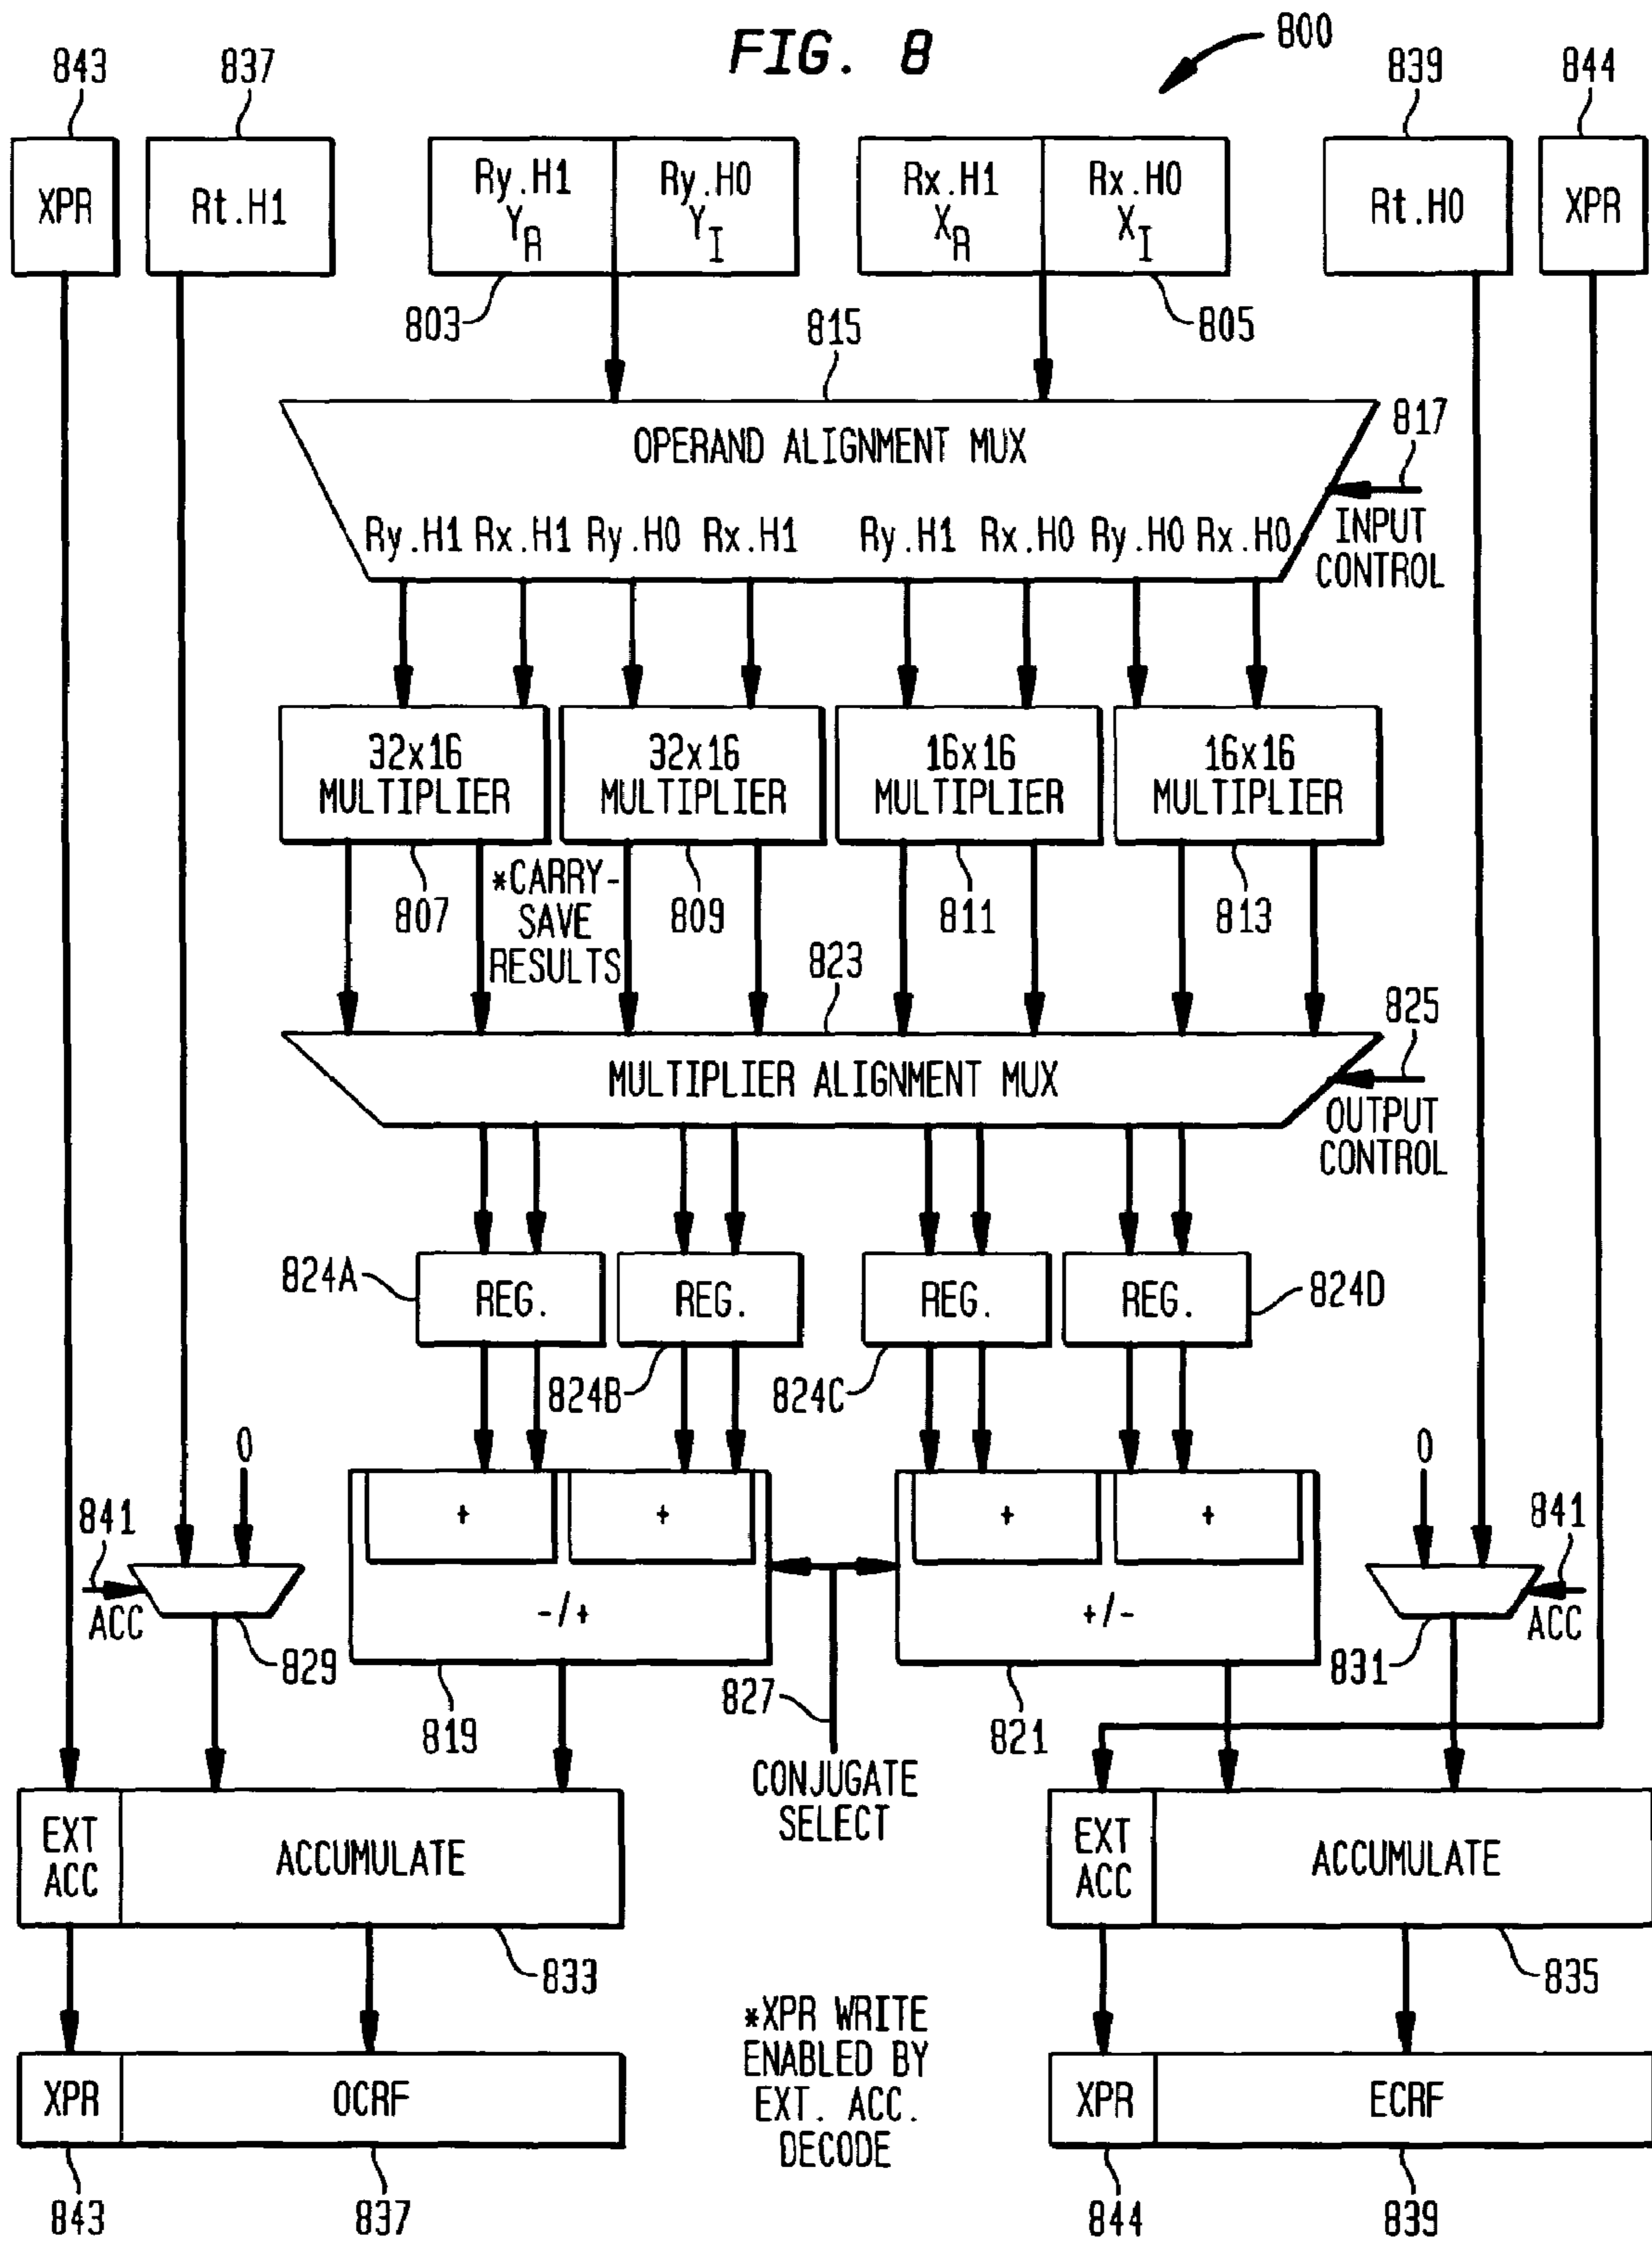 FIG. 8
800
843
837
839
844
XPR
Rt.H1
Ry.H1
Y_R
Ry.H0
Y_I
Rx.H1
X_R
Rx.H0
X_I
Rt.H0
XPR
803
815
805
817
OPERAND ALIGNMENT MUX
Ry.H1 Rx.H1 Ry.H0 Rx.H1 Ry.H1 Rx.H0 Ry.H0 Rx.H0
INPUT
CONTROL
32x16
MULTIPLIER
32x16
MULTIPLIER
16x16
MULTIPLIER
16x16
MULTIPLIER
807
*CARRY-
SAVE
RESULTS
809
811
813
823
825
MULTIPLIER ALIGNMENT MUX
OUTPUT
CONTROL
824A
REG.
REG.
REG.
REG.
824D
824B
824C
0
0
841
ACC
829
+
+
-/+
+
+
+/-
841
ACC
831
819
827
821
CONJUGATE
SELECT
EXT
ACC
ACCUMULATE
EXT
ACC
ACCUMULATE
833
835
*XPR WRITE
ENABLED BY
EXT. ACC.
DECODE
XPR
OCRF
XPR
ECRF
843
837
844
839